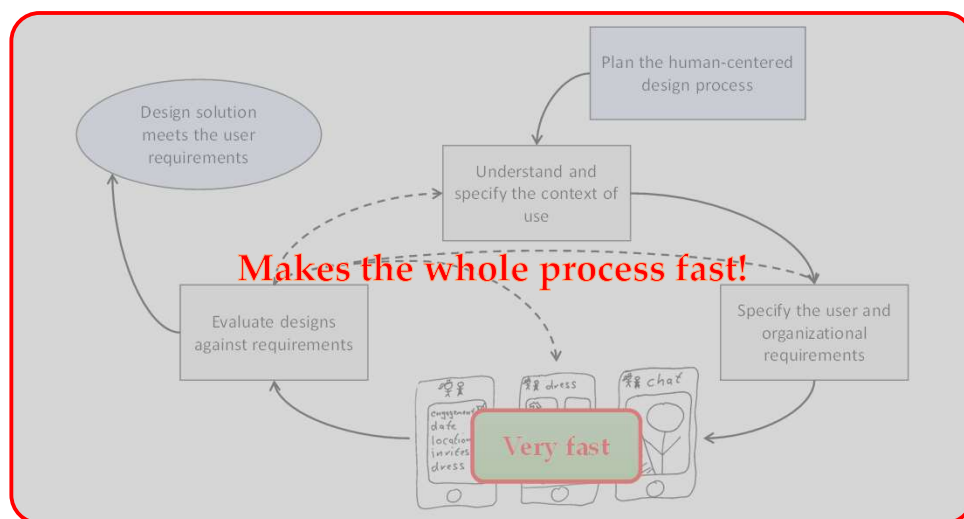 Plan the human-centered
design process
Design solution
meets the user
requirements
Understand and
specify the context of
use
Makes the whole process fast!
Evaluate designs
against requirements
Specify the user and
organizational
requirements
engagement
date
location
invites
dress
dress
chat
Very fast